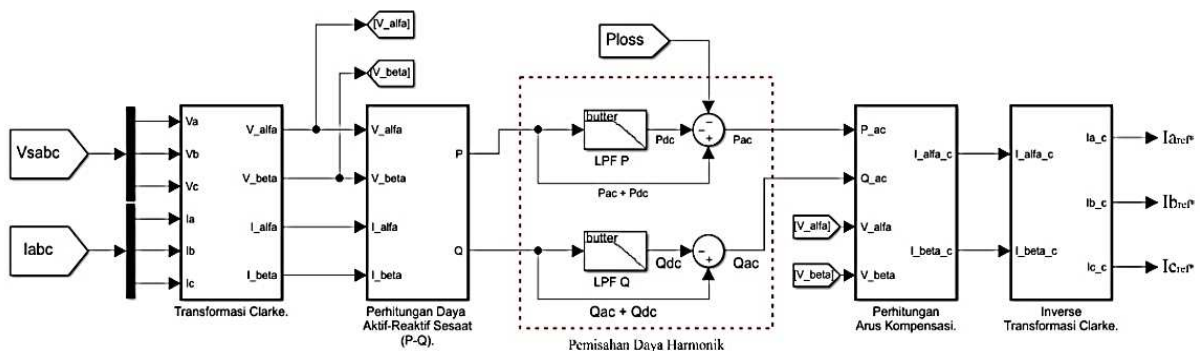 Vsabc
Iabc
Va
Vb
Vc
Ia
Ib
Ic
V_alfa
V_beta
I_alfa
I_beta
Transformasi Clarke.
[V_alfa]
[V_beta]
V_alfa
V_beta
I_alfa
I_beta
P
Q
Perhitungan Daya
Aktif-Reaktif Sesaat
(P-Q).
Ploss
butter
LPF P
Pdc
Pac
Pac + Pdc
butter
LPF Q
Qdc
Qac
Qac + Qdc
Pemisahan Daya Harmonik
P_ac
Q_ac
[V_alfa]
V_alfa
[V_beta]
V_beta
I_alfa_c
I_beta_c
Perhitungan
Arus Kompensasi.
I_alfa_c
I_beta_c
Ia_c
Ib_c
Ic_c
Inverse
Transformasi Clarke.
Iaref*
Ibref*
Icref*